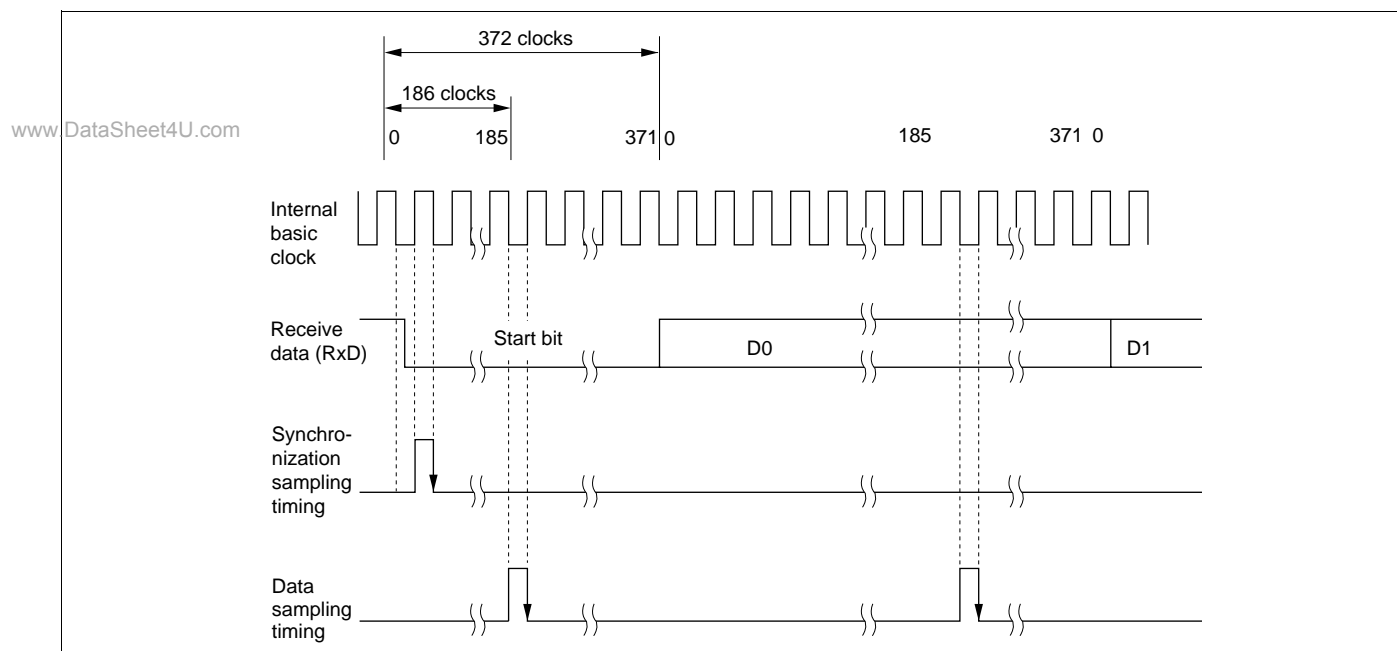 372 clocks
186 clocks
www.DataSheet4U.com
0 185 371 0 185 371 0
Internal
basic
clock
Receive
data (RxD)
Start bit
D0
D1
Synchro-
nization
sampling
timing
Data
sampling
timing